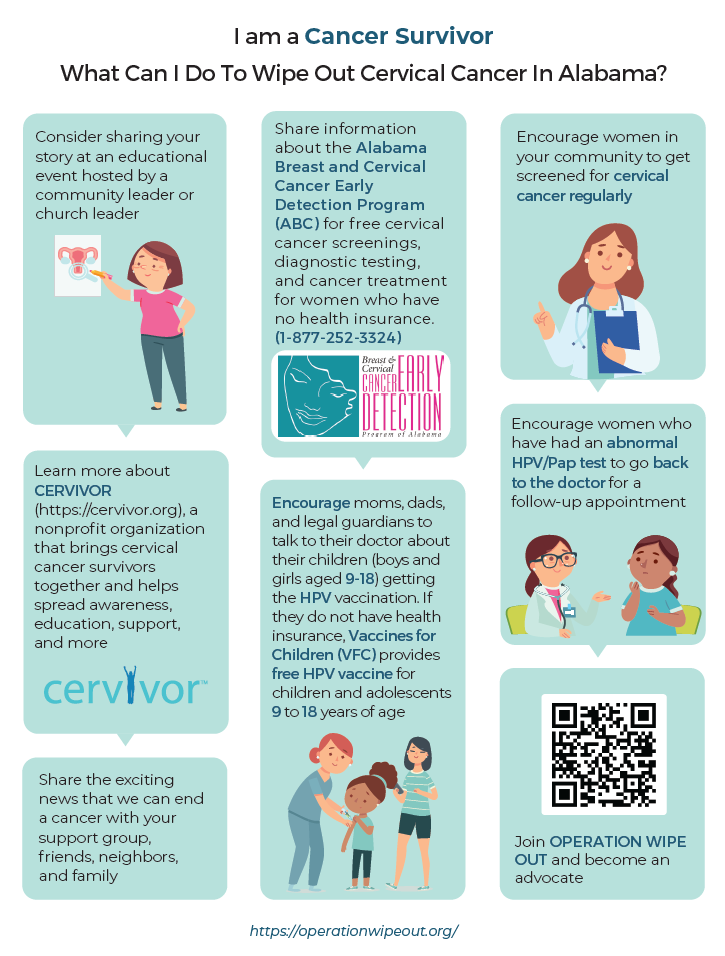 I am a Cancer Survivor
What Can I Do To Wipe Out Cervical Cancer In Alabama?
Consider sharing your
story at an educational
event hosted by a
community leader or
church leader
Learn more about
CERVIVOR
(https://cervivor.org), a
nonprofit organization
that brings cervical
cancer survivors
together and helps
spread awareness,
education, support,
and more
cervivor™
Share the exciting
news that we can end
a cancer with your
support group,
friends, neighbors,
and family
Share information
about the Alabama
Breast and Cervical
Cancer Early
Detection Program
(ABC) for free cervical
cancer screenings,
diagnostic testing,
and cancer treatment
for women who have
no health insurance.
(1-877-252-3324)
Breast &
Cervical
CANCER EARLY
DETECTION
Program of Alabama
Encourage moms, dads,
and legal guardians to
talk to their doctor about
their children (boys and
girls aged 9-18) getting
the HPV vaccination. If
they do not have health
insurance, Vaccines for
Children (VFC) provides
free HPV vaccine for
children and adolescents
9 to 18 years of age
Encourage women in
your community to get
screened for cervical
cancer regularly
Encourage women who
have had an abnormal
HPV/Pap test to go back
to the doctor for a
follow-up appointment
Join OPERATION WIPE
OUT and become an
advocate
https://operationwipeout.org/